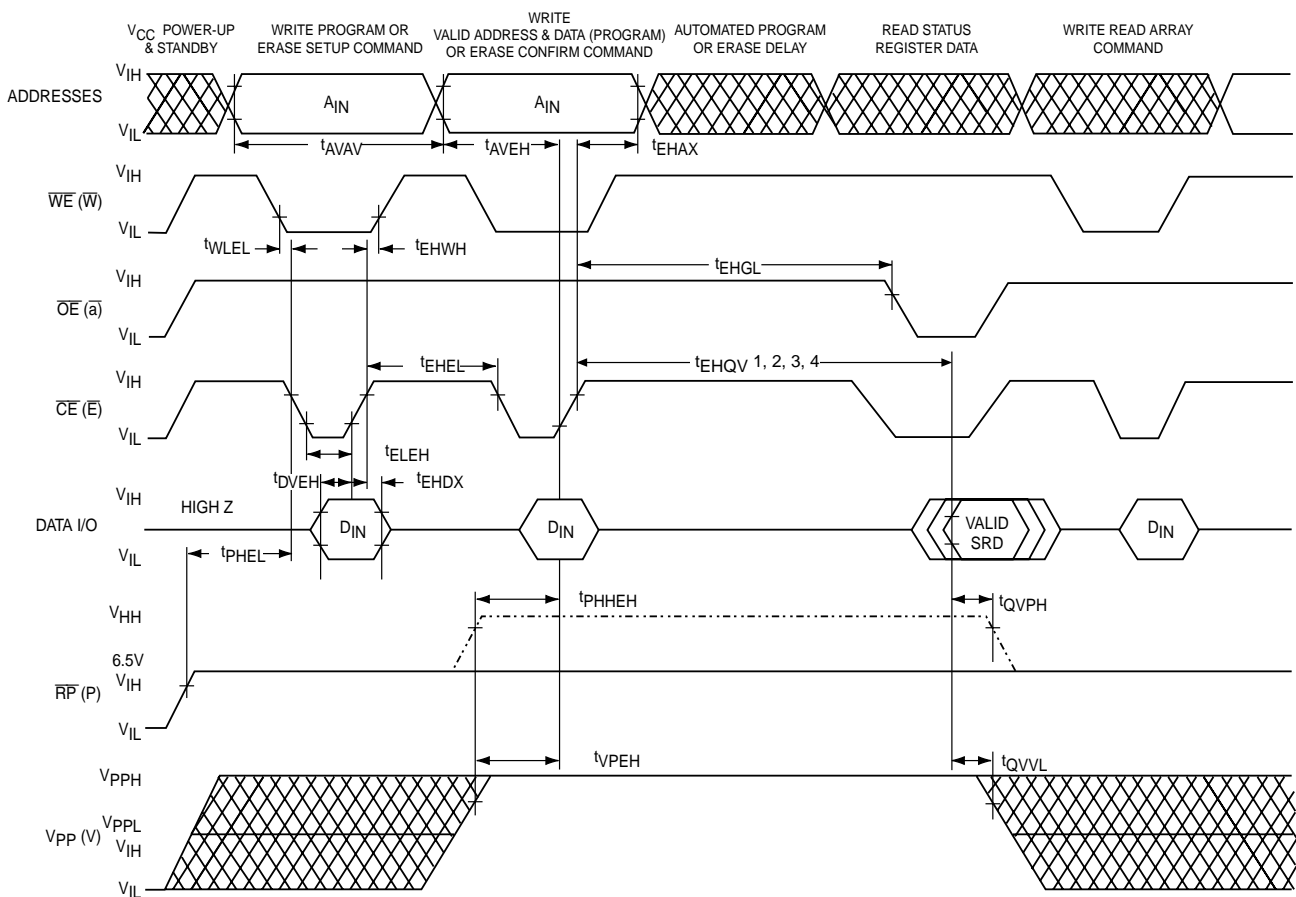 VCC POWER-UP
& STANDBY
WRITE PROGRAM OR
ERASE SETUP COMMAND
WRITE
VALID ADDRESS & DATA (PROGRAM)
OR ERASE CONFIRM COMMAND
AUTOMATED PROGRAM
OR ERASE DELAY
READ STATUS
REGISTER DATA
WRITE READ ARRAY
COMMAND
ADDRESSES
VIH
VIL
AIN
AIN
tAVAV
tAVEH
tEHAX
WE (W)
VIH
VIL
tWLEL
tEHWH
OE (a)
VIH
VIL
tEHGL
CE (E)
VIH
VIL
tEHEL
tEHQV 1, 2, 3, 4
tELEH
tDVEH
tEHDX
DATA I/O
VIH
VIL
HIGH Z
DIN
DIN
VALID
SRD
DIN
tPHEL
tPHHEH
tQVPH
VHH
6.5V
VIH
RP (P)
VIL
tVPEH
tQVVL
VPPH
VPPL
VPP (V)
VIH
VIL